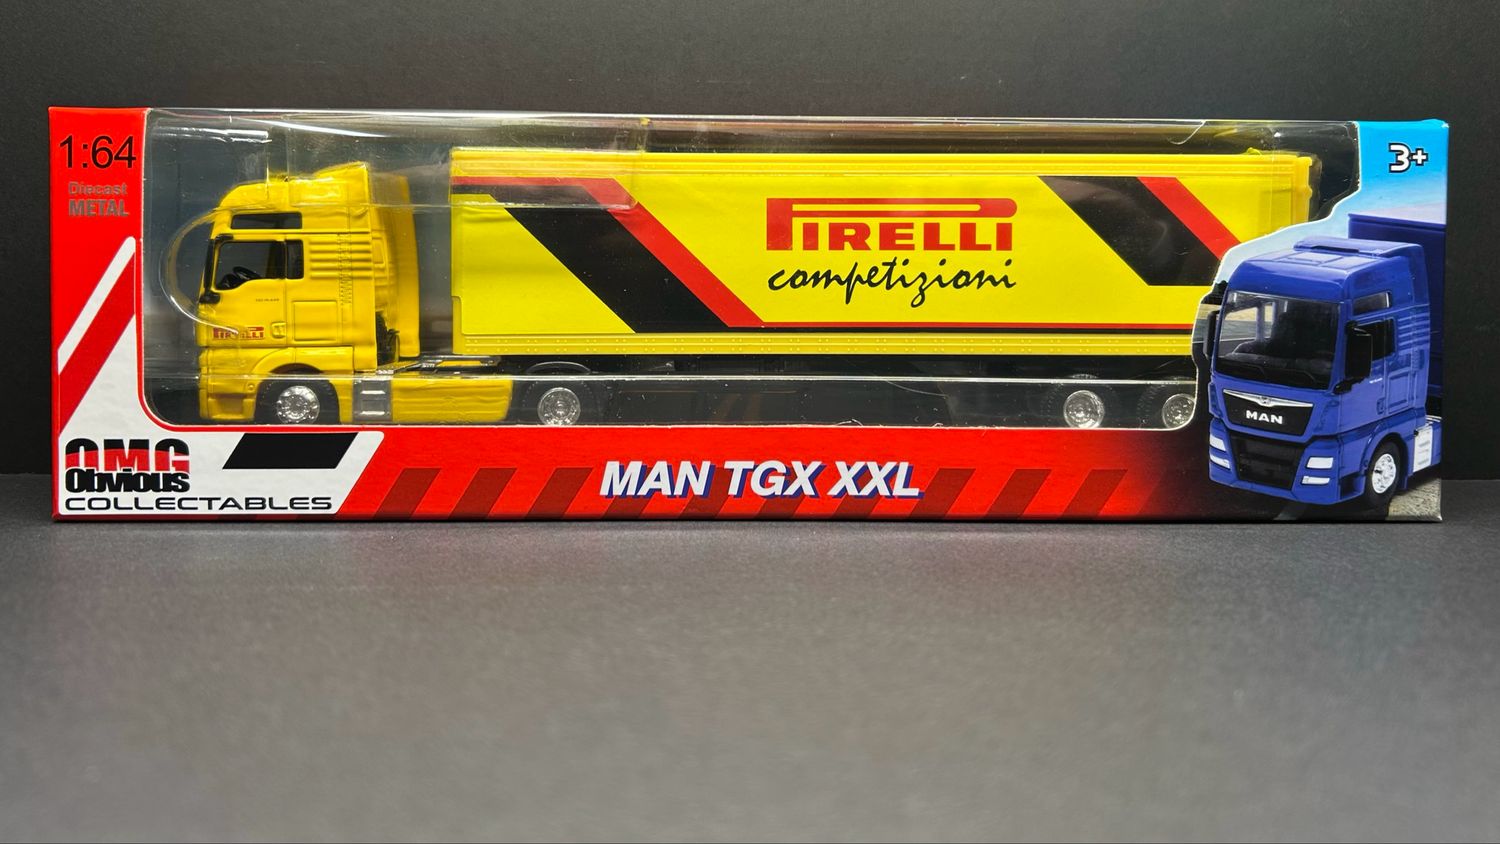 1:64
Diecast
METAL
3+
PIRELLI
competizioni
PIRELLI
MAN
OMG
Obvious
COLLECTABLES
MAN TGX XXL